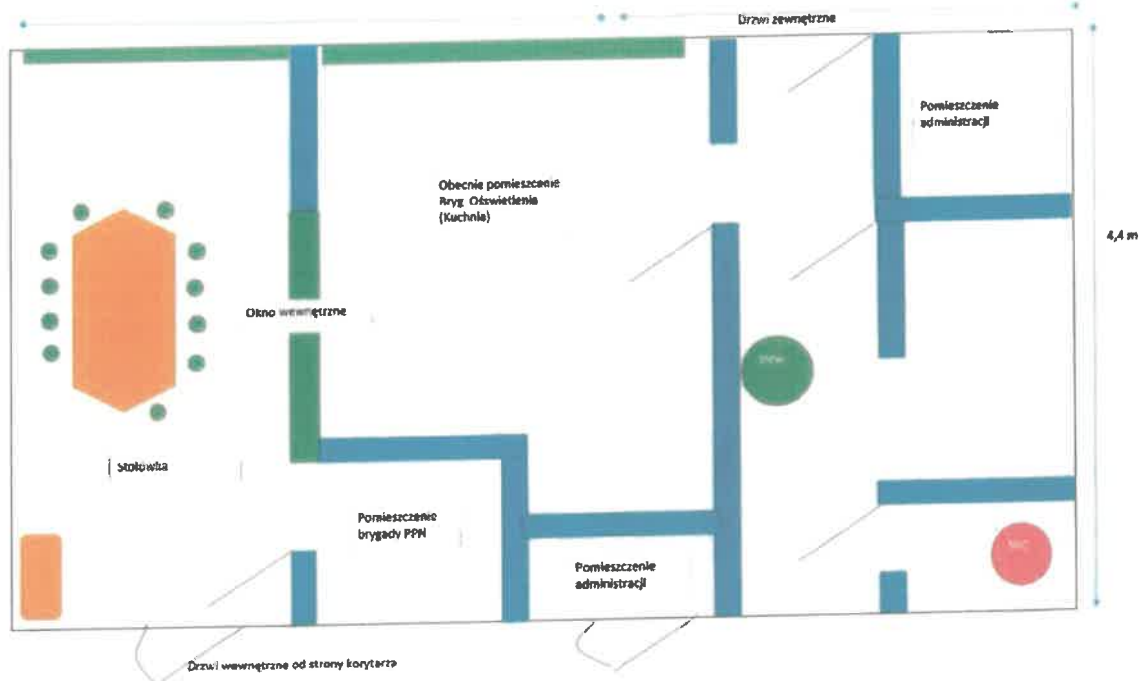 Drzwi zewnętrzne
Pomieszczenie
administracji
Obecnie pomieszczenie
Bryg Oświetlenia
(Kuchnia)
4,4 m
Okno wewnętrzne
Stołówka
Pomieszczenie
brygady PPN
Pomieszczenie
administracji
Drzwi wewnętrzne od strony korytarza